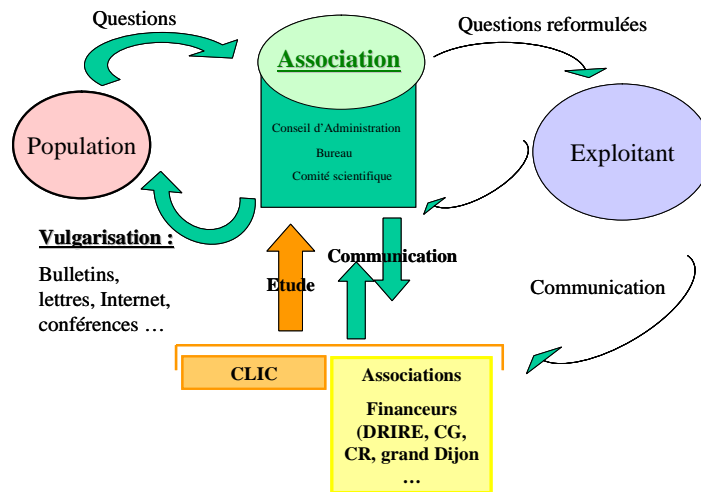 Questions
Questions reformulées
Association
Conseil d'Administration
Bureau
Comité scientifique
Population
Exploitant
Vulgarisation :
Bulletins,
lettres, Internet,
conférences …
Communication
Etude
Communication
CLIC
Associations
Financeurs
(DRIRE, CG,
CR, grand Dijon
…